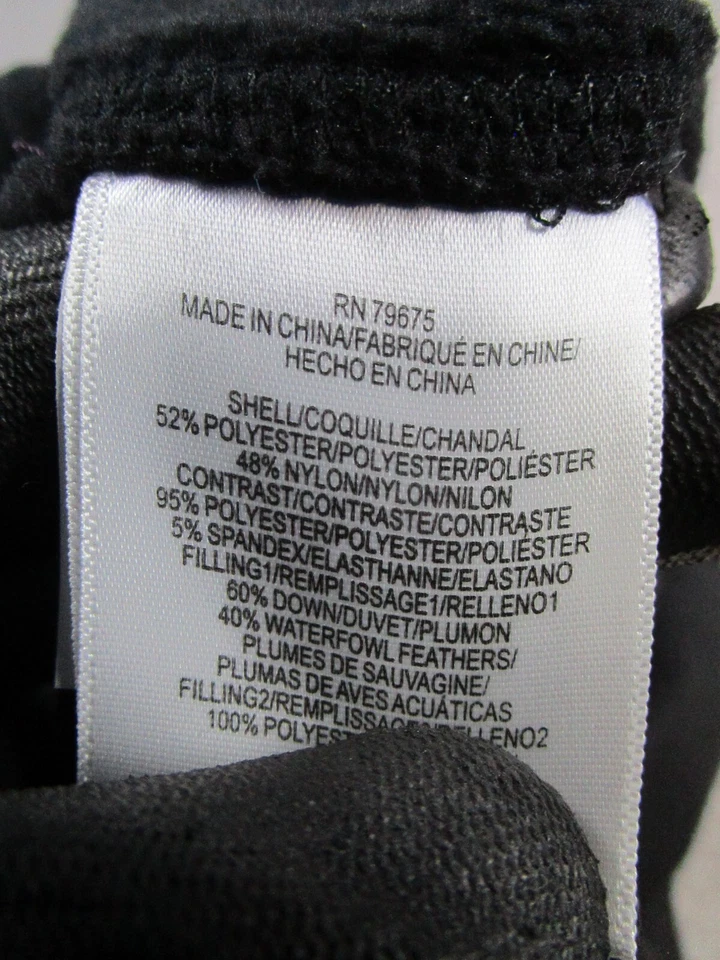 RN 79675
MADE IN CHINA/FABRIQUÉ EN CHINE/
HECHO EN CHINA
SHELL/COQUILLE/CHANDAL
52% POLYESTER/POLYESTER/POLIÉSTER
48% NYLON/NYLON/NILON
CONTRAST/CONTRASTE/CONTRASTE
95% POLYESTER/POLYESTER/POLIÉSTER
5% SPANDEX/ELASTHANNE/ELASTANO
FILLING1/REMPLISSAGE1/RELLENO1
60% DOWN/DUVET/PLUMON
40% WATERFOWL FEATHERS/
PLUMES DE SAUVAGINE/
PLUMAS DE AVES ACUÁTICAS
FILLING2/REMPLISSAGE2/RELLENO2
100%